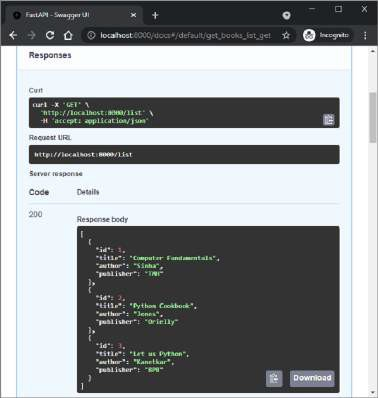 FastAPI - Swagger UI
localhost:8000/docs#/default/get_books_list_get
Incognito
Responses
Curl
curl -X 'GET' \
'http://localhost:8000/list' \
-H 'accept: application/json'
Request URL
http://localhost:8000/list
Server response
Code Details
200
Response body
[
{
"id": 1,
"title": "Computer Fundamentals",
"author": "Sinha",
"publisher": "TMH"
},
{
"id": 2,
"title": "Python Cookbook",
"author": "Jones",
"publisher": "Orielly"
},
{
"id": 3,
"title": "Let us Python",
"author": "Kanetkar",
"publisher": "BPB"
}
]
Download